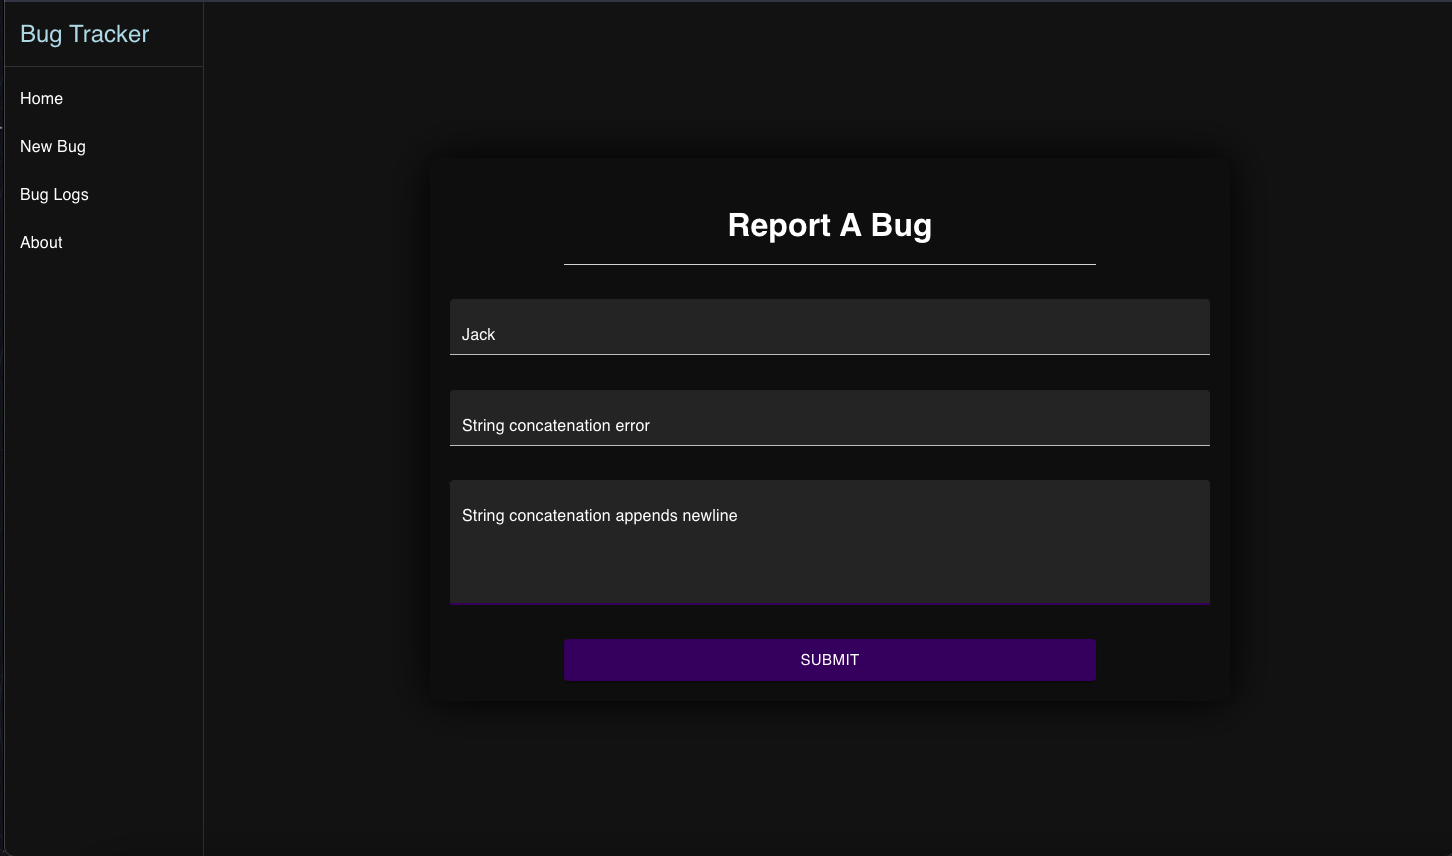 Bug Tracker
Home
New Bug
Bug Logs
About
Report A Bug
Jack
String concatenation error
String concatenation appends newline
SUBMIT